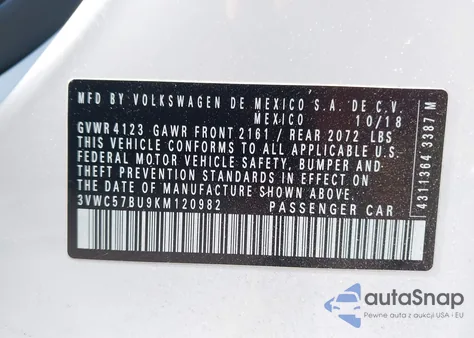 MFD BY VOLKSWAGEN DE MEXICO S.A. DE C.V.
MEXICO 10/18
GVWR 4123 GAWR FRONT 2161 / REAR 2072 LBS
THIS VEHICLE CONFORMS TO ALL APPLICABLE U.S.
FEDERAL MOTOR VEHICLE SAFETY, BUMPER AND
THEFT PREVENTION STANDARDS IN EFFECT ON
THE DATE OF MANUFACTURE SHOWN ABOVE.
3VWC57BU9KM120982 PASSENGER CAR
4311364 3387 M
autoSnap
Pewne auta z aukcji USA i EU